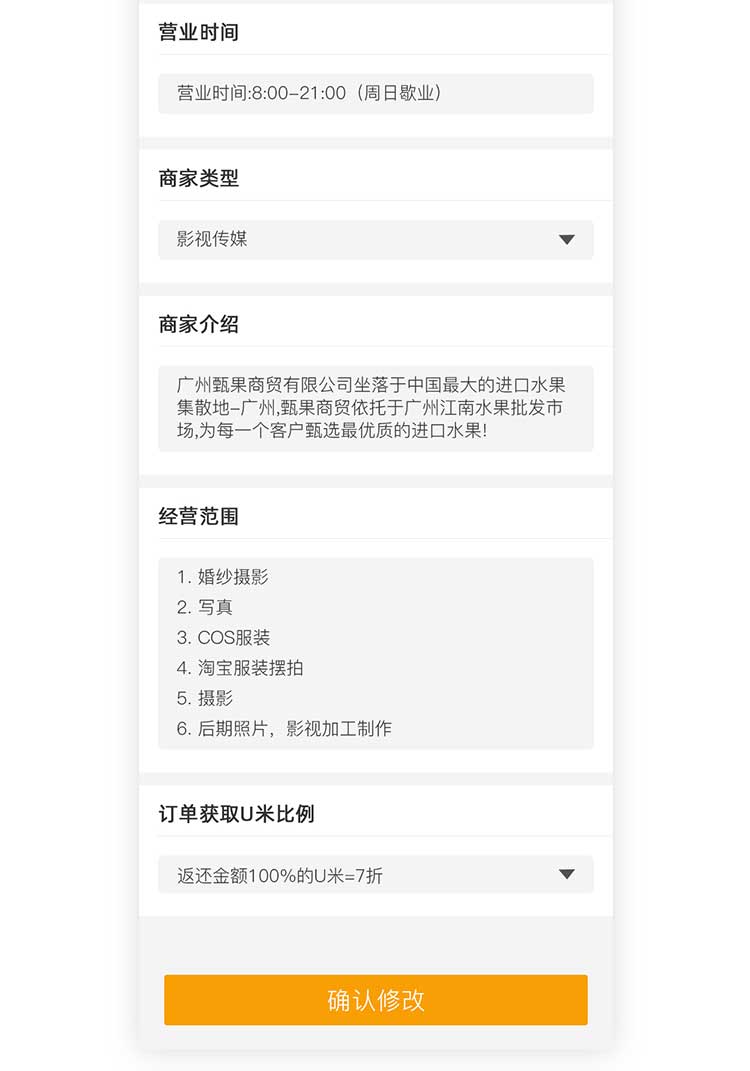 营业时间
营业时间:8:00-21:00（周日歇业）
商家类型
影视传媒
商家介绍
广州甄果商贸有限公司坐落于中国最大的进口水果
集散地-广州,甄果商贸依托于广州江南水果批发市
场,为每一个客户甄选最优质的进口水果!
经营范围
1. 婚纱摄影
2. 写真
3. COS服装
4. 淘宝服装摆拍
5. 摄影
6. 后期照片，影视加工制作
订单获取U米比例
返还金额100%的U米=7折
确认修改